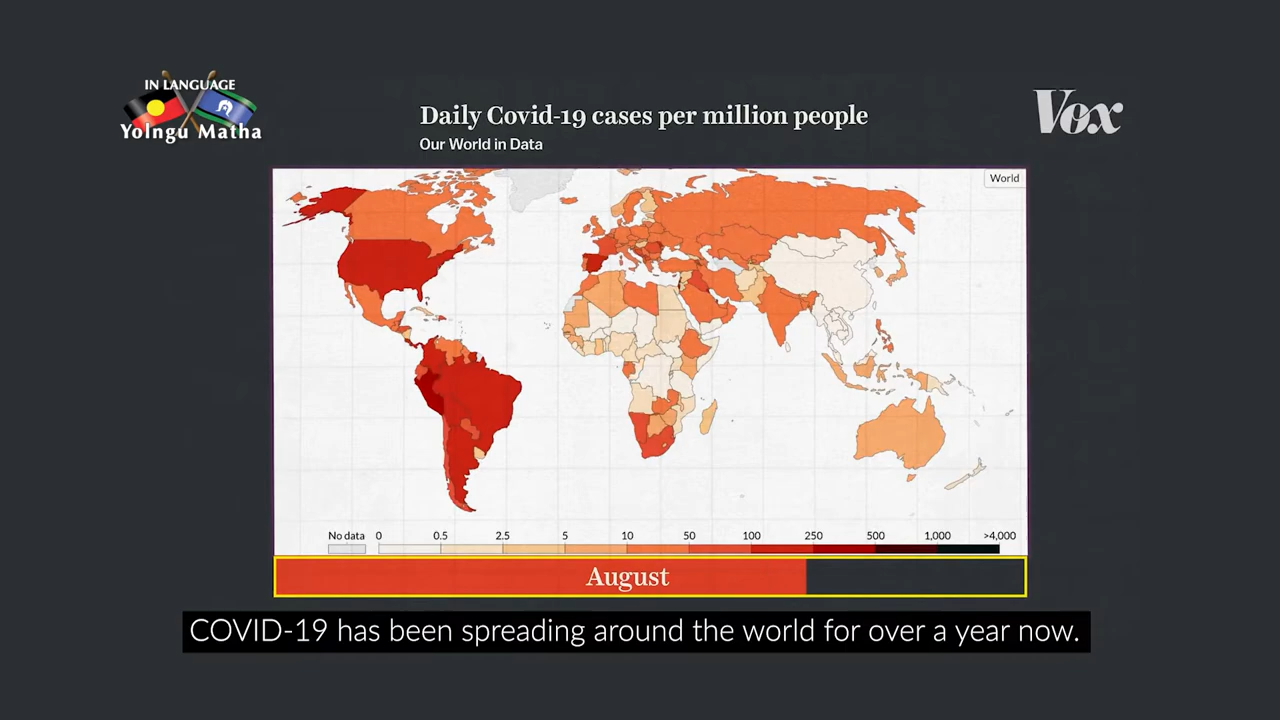 IN LANGUAGE
Yolngu Matha
Daily Covid-19 cases per million people
Our World in Data
Vox
World
No data 0 0.5 2.5 5 10 50 100 250 500 1,000 >4,000
August
COVID-19 has been spreading around the world for over a year now.